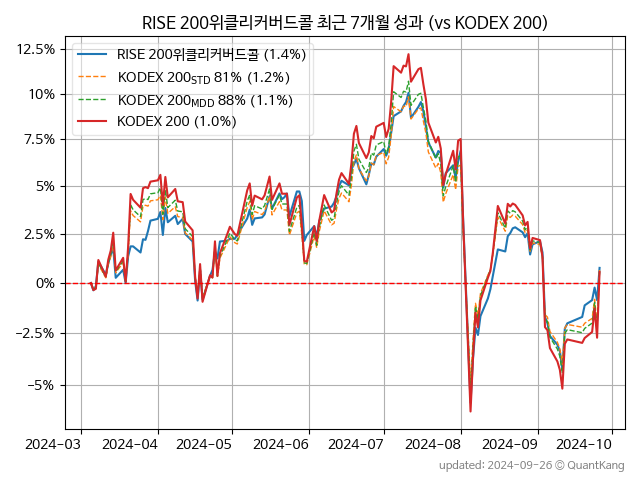 RISE 200위클리커버드콜 최근 7개월 성과 (vs KODEX 200)
12.5%
10%
7.5%
5%
2.5%
0%
−2.5%
−5%
RISE 200위클리커버드콜 (1.4%)
KODEX 200STD 81% (1.2%)
KODEX 200MDD 88% (1.1%)
KODEX 200 (1.0%)
2024-03 2024-04 2024-05 2024-06 2024-07 2024-08 2024-09 2024-10
updated: 2024-09-26 © QuantKang